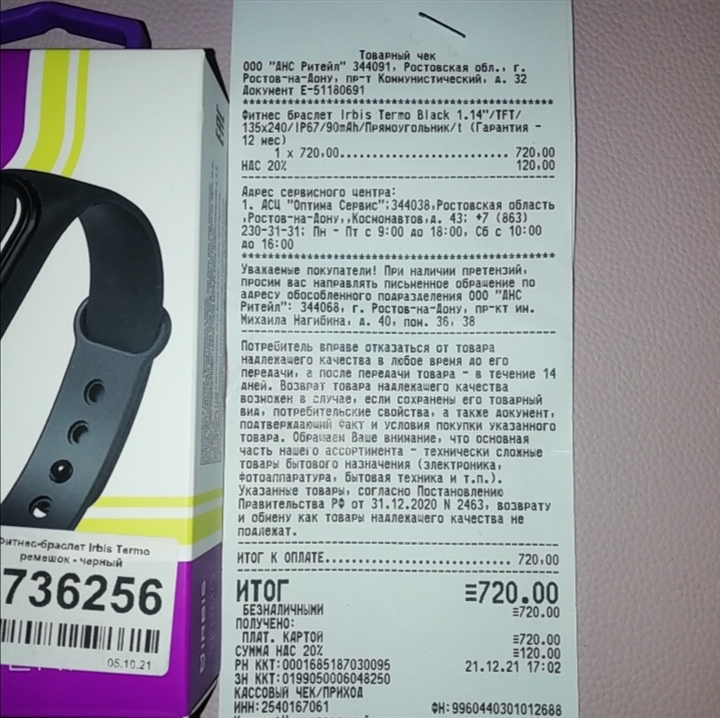 Товарный чек
ООО "ДНС Ритейл" 344091, Ростовская обл., г.
Ростов-на-Дону, пр-т Коммунистический, д. 32
Документ Е-51180691
Фитнес браслет Irbis Termo Black 1.14"/TFT/
135x240/IP67/90mAh/Прямоугольник/t (Гарантия -
12 мес)
1 x 720,00.................................. 720,00
НДС 20% 120,00
Адрес сервисного центра:
1. АСЦ "Оптима Сервис":344038,Ростовская область
,Ростов-на-Дону,,Космонавтов,д. 43; +7 (863)
230-31-31; Пн - Пт с 9:00 до 18:00, Сб с 10:00
до 16:00
Уважаемые покупатели! При наличии претензий,
просим вас направлять письменное обращение по
адресу обособленного подразделения ООО "ДНС
Ритейл": 344068, г. Ростов-на-Дону, пр-кт им.
Михаила Нагибина, д. 40, пом. 36, 38
Потребитель вправе отказаться от товара
надлежащего качества в любое время до его
передачи, а после передачи товара - в течение 14
дней. Возврат товара надлежащего качества
возможен в случае, если сохранены его товарный
вид, потребительские свойства, а также документ,
подтверждающий факт и условия покупки указанного
товара. Обращаем Ваше внимание, что основная
часть нашего ассортимента - технически сложные
товары бытового назначения (электроника,
фотоаппаратура, бытовая техника и т.п.).
Указанные товары, согласно Постановлению
Правительства РФ от 31.12.2020 N 2463, возврату
и обмену как товары надлежащего качества не
подлежат.
ИТОГ К ОПЛАТЕ............................ 720,00
ИТОГ ≡720.00
БЕЗНАЛИЧНЫМИ ≡720.00
ПОЛУЧЕНО:
ПЛАТ. КАРТОЙ ≡720.00
СУММА НДС 20% ≡120.00
РН ККТ:0001685187030095 21.12.21 17:02
ЗН ККТ:0199050006048250
КАССОВЫЙ ЧЕК/ПРИХОД
ИНН:2540167061 ФН:9960440301012688
EAC
Фитнес-браслет Irbis Termo
ремешок - черный
736256
05.10.21
IRBIS